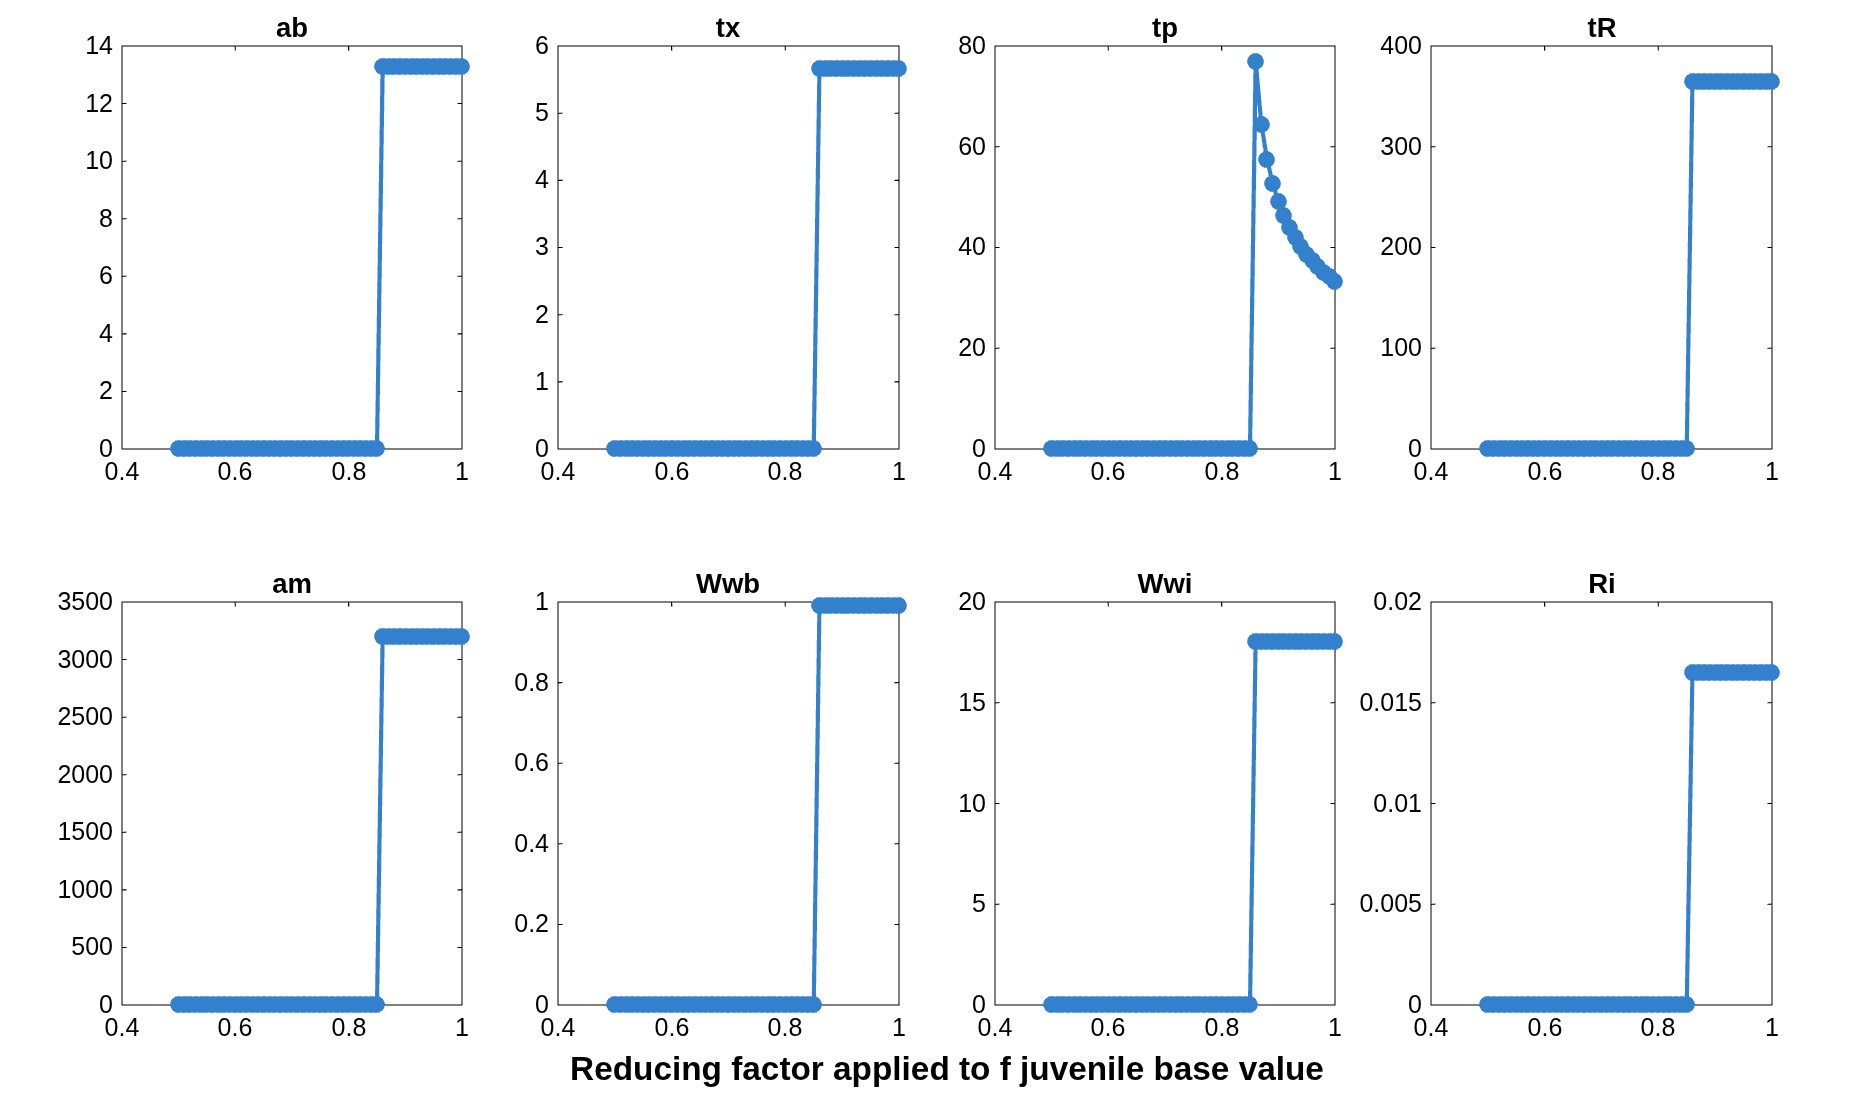 ab tx tp tR
14 6 80 400
12 5 60 300
10 4 40 200
8 3 20 100
6 2 0 0
4 1
2 0
0
0.4 0.6 0.8 1 0.4 0.6 0.8 1 0.4 0.6 0.8 1 0.4 0.6 0.8 1
am Wwb Wwi Ri
3500 1 20 0.02
3000 0.8 15 0.015
2500 0.6 10 0.01
2000 0.4 5 0.005
1500 0.2 0 0
1000 0
500
0
0.4 0.6 0.8 1 0.4 0.6 0.8 1 0.4 0.6 0.8 1 0.4 0.6 0.8 1
Reducing factor applied to f juvenile base value